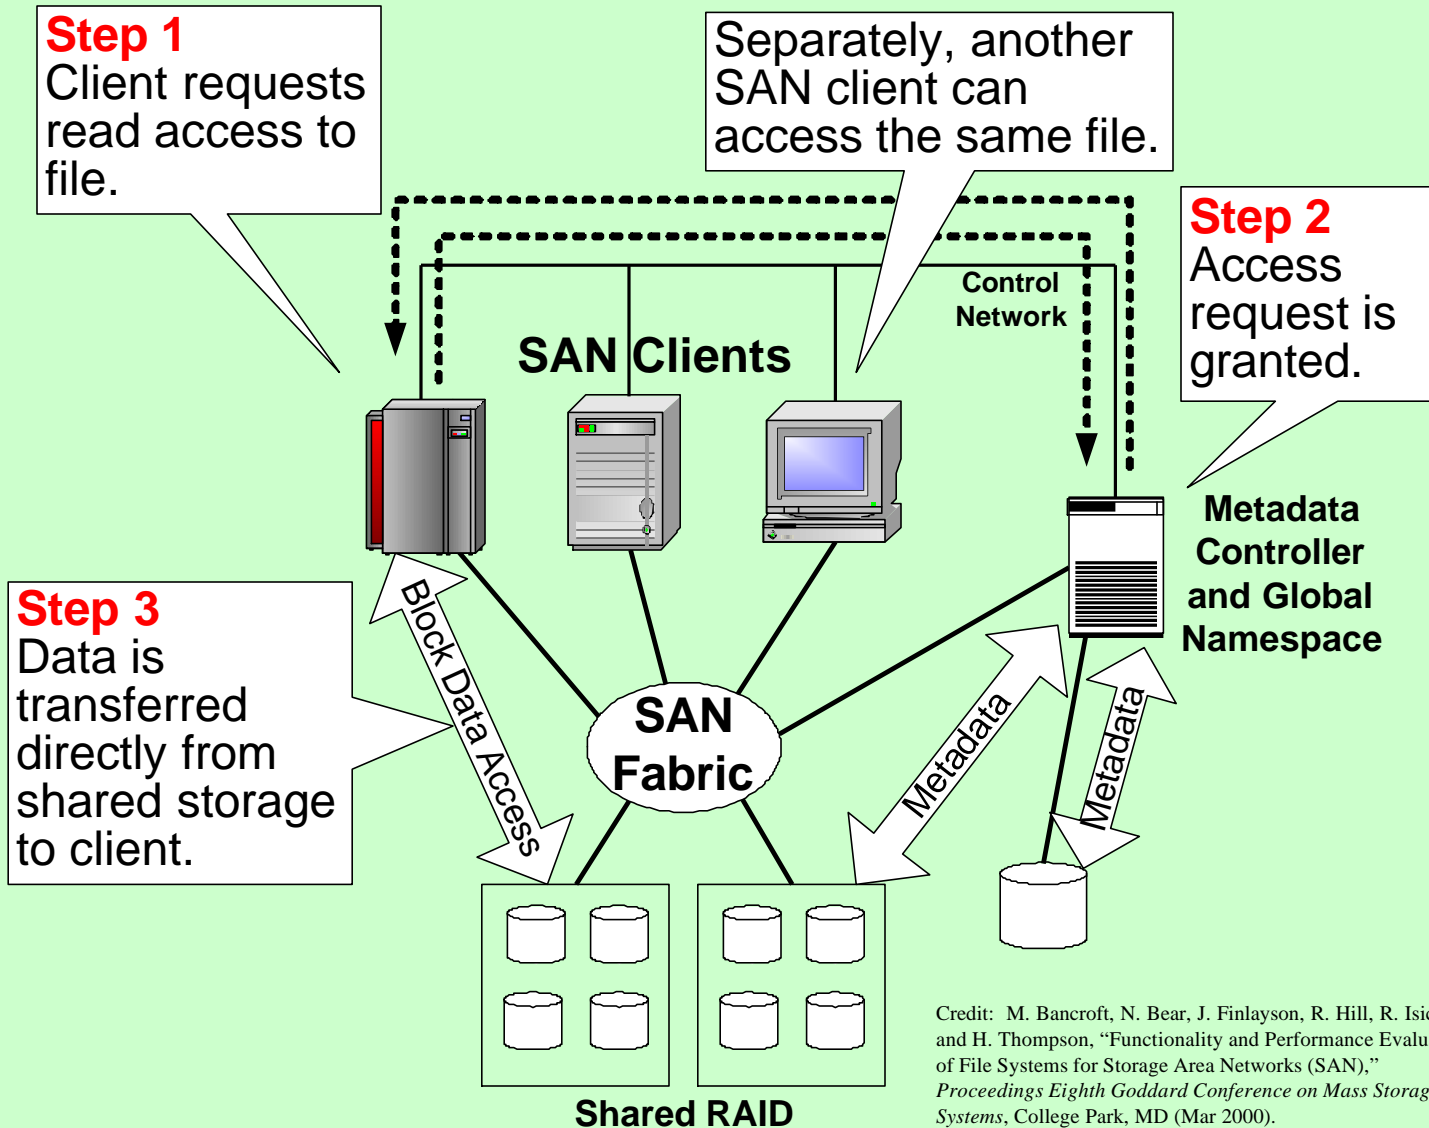 Step 1
Client requests
read access to
file.
Separately, another
SAN client can
access the same file.
Step 2
Access
request is
granted.
Control
Network
SAN Clients
Metadata
Controller
and Global
Namespace
Step 3
Data is
transferred
directly from
shared storage
to client.
Block Data Access
SAN
Fabric
Metadata
Metadata
Shared RAID
Credit: M. Bancroft, N. Bear, J. Finlayson, R. Hill, R.
and H. Thompson, “Functionality and Performance
of File Systems for Storage Area Networks (SAN),”
Proceedings Eighth Goddard Conference on Mass
Systems, College Park, MD (Mar 2000).